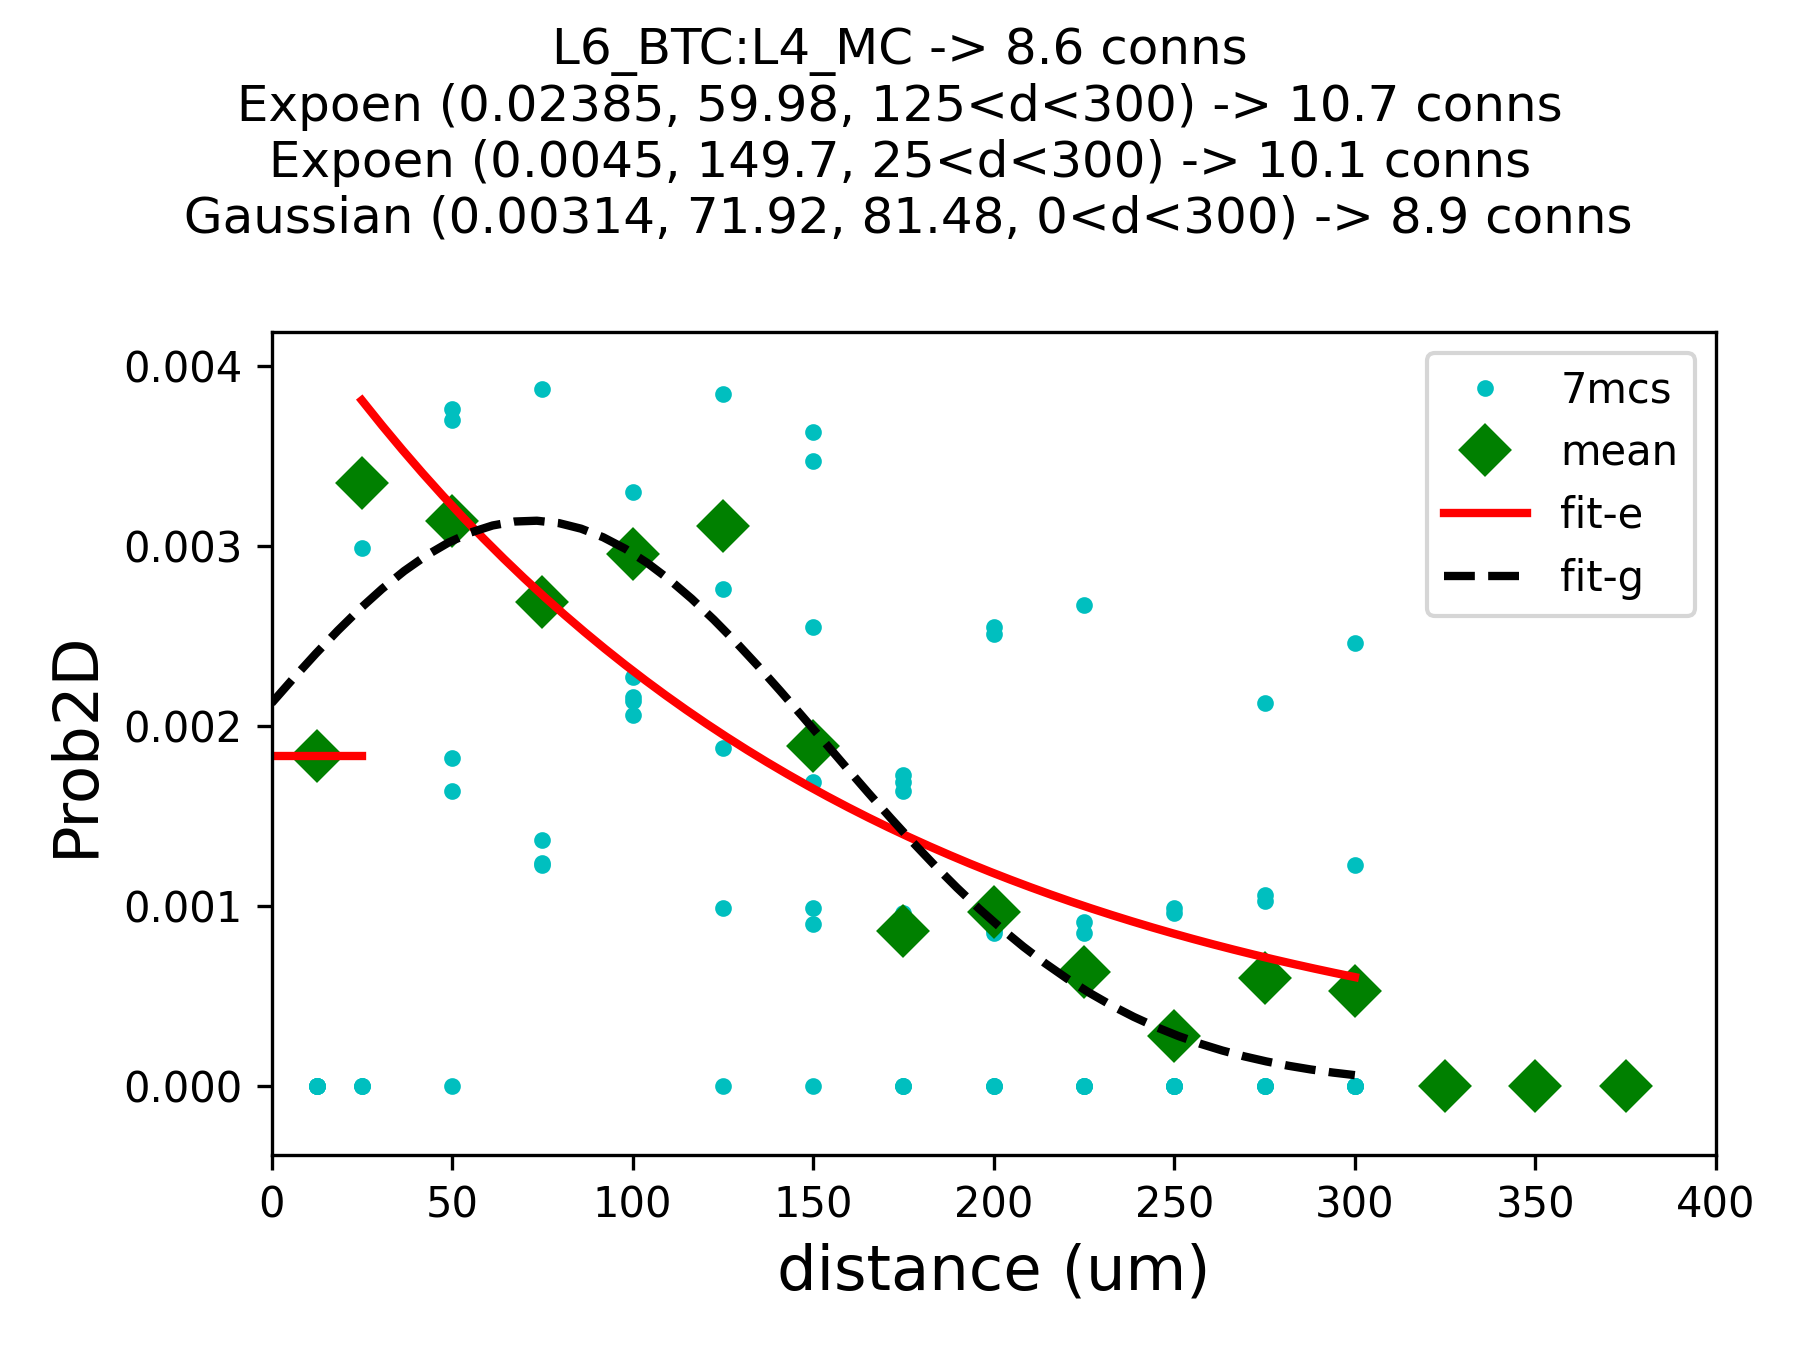 L6_BTC:L4_MC -> 8.6 conns
Expoen (0.02385, 59.98, 125<d<300) -> 10.7 conns
Expoen (0.0045, 149.7, 25<d<300) -> 10.1 conns
Gaussian (0.00314, 71.92, 81.48, 0<d<300) -> 8.9 conns
7mcs
mean
fit-e
fit-g
Prob2D
0.004
0.003
0.002
0.001
0.000
0 50 100 150 200 250 300 350 400
distance (um)